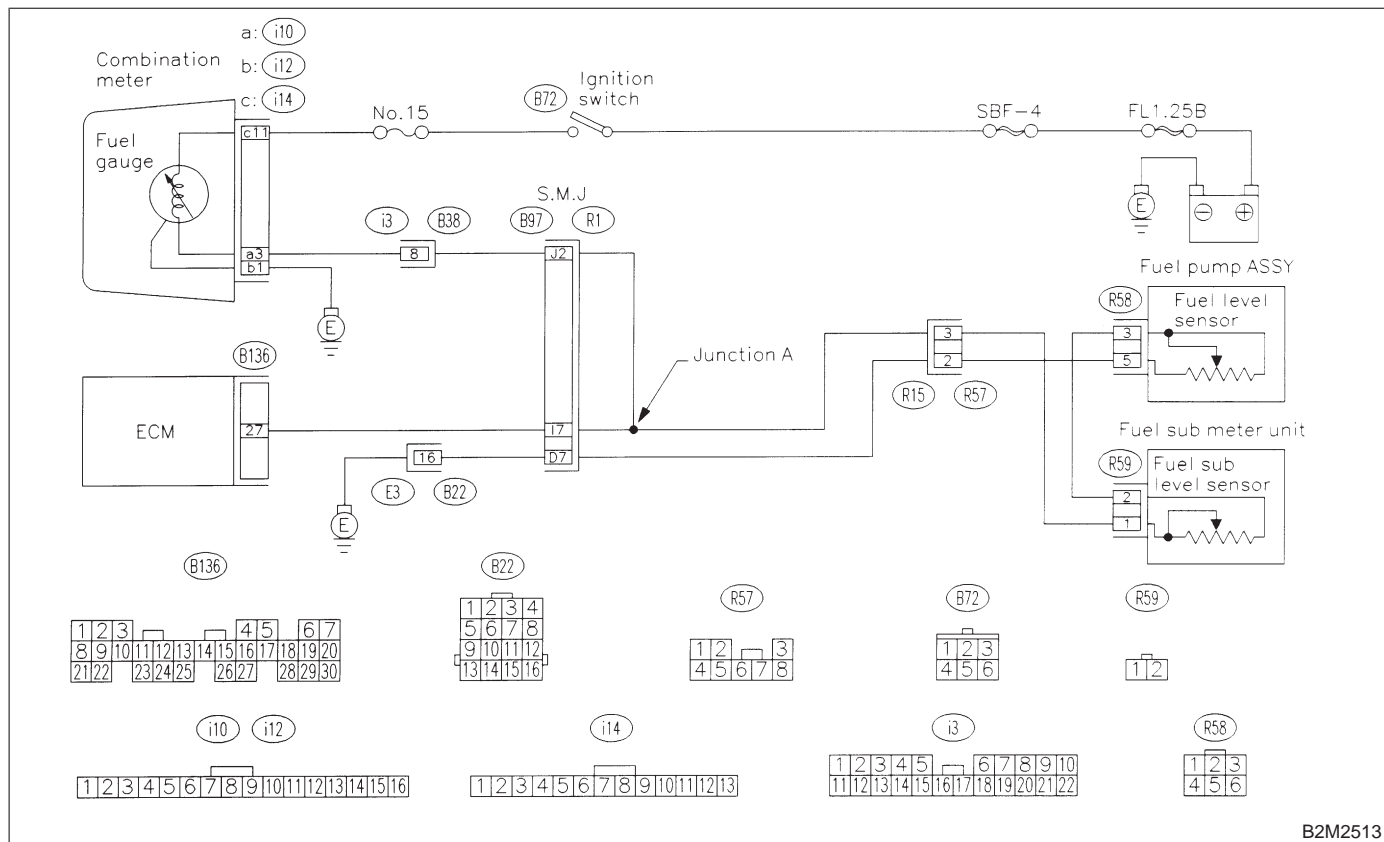 a: i10
b: i12
c: i14
Combination
meter
Fuel
gauge
c11
No.15
B72
Ignition
switch
SBF-4
FL1.25B
E
⊖ ⊕
S.M.J
i3 B38 B97 R1
a3
b1
8
J2
E
Fuel pump ASSY
R58
Fuel level
sensor
3
5
B136
Junction A
3
2
R15 R57
ECM
27
I7
D7
16
E3 B22
E
Fuel sub meter unit
R59
Fuel sub
level sensor
2
1
B136
1 2 3 4 5 6 7
8 9 10 11 12 13 14 15 16 17 18 19 20
21 22 23 24 25 26 27 28 29 30
B22
1 2 3 4
5 6 7 8
9 10 11 12
13 14 15 16
R57
1 2 3
4 5 6 7 8
B72
1 2 3
4 5 6
R59
1 2
i10 i12
1 2 3 4 5 6 7 8 9 10 11 12 13 14 15 16
i14
1 2 3 4 5 6 7 8 9 10 11 12 13
i3
1 2 3 4 5 6 7 8 9 10
11 12 13 14 15 16 17 18 19 20 21 22
R58
1 2 3
4 5 6
B2M2513